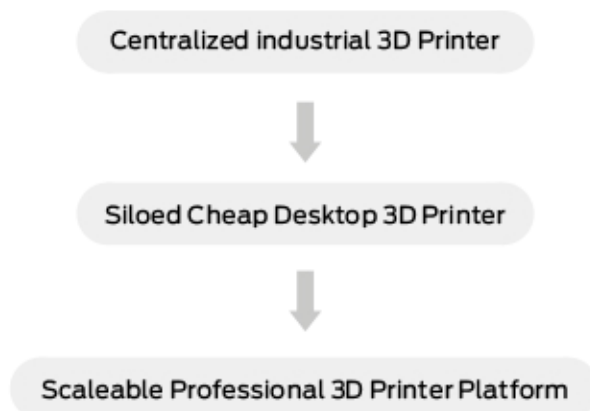 Centralized industrial 3D Printer
Siloed Cheap Desktop 3D Printer
Scaleable Professional 3D Printer Platform